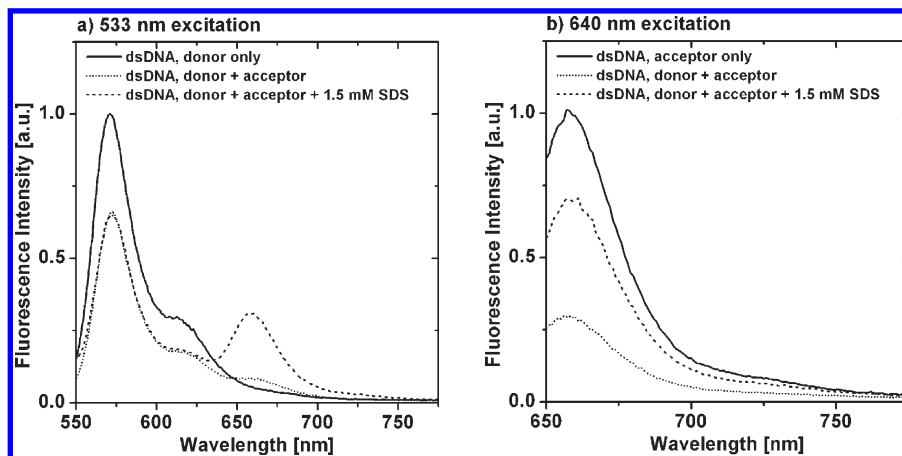 a) 533 nm excitation
dsDNA, donor only
dsDNA, donor + acceptor
dsDNA, donor + acceptor + 1.5 mM SDS
1.0
0.5
0.0
Fluorescence Intensity [a.u.]
550 600 650 700 750
Wavelength [nm]
b) 640 nm excitation
dsDNA, acceptor only
dsDNA, donor + acceptor
dsDNA, donor + acceptor + 1.5 mM SDS
1.0
0.5
0.0
Fluorescence Intensity [a.u.]
650 700 750
Wavelength [nm]